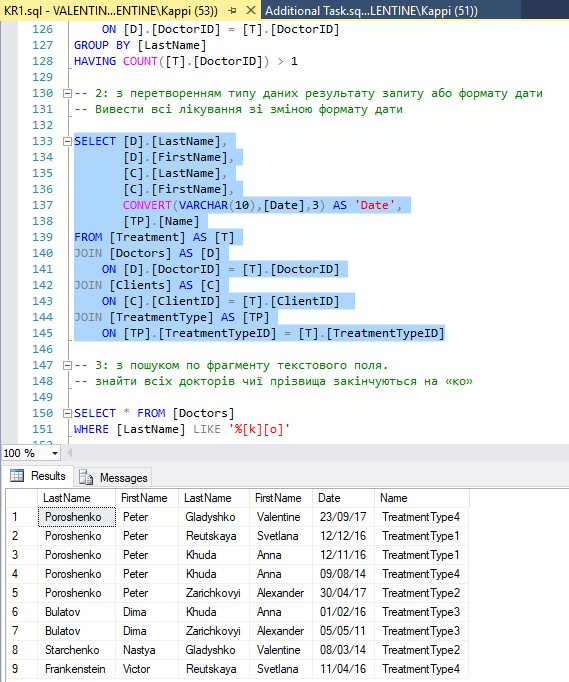 KR1.sql - VALENTIN...ENTINE\Kappi (53)) Additional Task.sq...LENTINE\Kappi (51))
126 ON [D].[DoctorID] = [T].[DoctorID]
127 GROUP BY [LastName]
128 HAVING COUNT([T].[DoctorID]) > 1
129
130 -- 2: з перетворенням типу даних результату запиту або формату дати
131 -- Вивести всі лікування зі зміною формату дати
132
133 SELECT [D].[LastName],
134 [D].[FirstName],
135 [C].[LastName],
136 [C].[FirstName],
137 CONVERT(VARCHAR(10),[Date],3) AS 'Date',
138 [TP].[Name]
139 FROM [Treatment] AS [T]
140 JOIN [Doctors] AS [D]
141 ON [D].[DoctorID] = [T].[DoctorID]
142 JOIN [Clients] AS [C]
143 ON [C].[ClientID] = [T].[ClientID]
144 JOIN [TreatmentType] AS [TP]
145 ON [TP].[TreatmentTypeID] = [T].[TreatmentTypeID]
146
147 -- 3: з пошуком по фрагменту текстового поля.
148 -- знайти всіх докторів чиї прізвища закінчуються на «ко»
149
150 SELECT * FROM [Doctors]
151 WHERE [LastName] LIKE '%[k][o]'
100 %
Results Messages
LastName FirstName LastName FirstName Date Name
1 Poroshenko Peter Gladyshko Valentine 23/09/17 TreatmentType4
2 Poroshenko Peter Reutskaya Svetlana 12/12/16 TreatmentType1
3 Poroshenko Peter Khuda Anna 12/11/16 TreatmentType1
4 Poroshenko Peter Khuda Anna 09/08/14 TreatmentType4
5 Poroshenko Peter Zarichkovyi Alexander 30/04/17 TreatmentType2
6 Bulatov Dima Khuda Anna 01/02/16 TreatmentType3
7 Bulatov Dima Zarichkovyi Alexander 05/05/11 TreatmentType3
8 Starchenko Nastya Gladyshko Valentine 08/03/14 TreatmentType2
9 Frankenstein Victor Reutskaya Svetlana 11/04/16 TreatmentType4